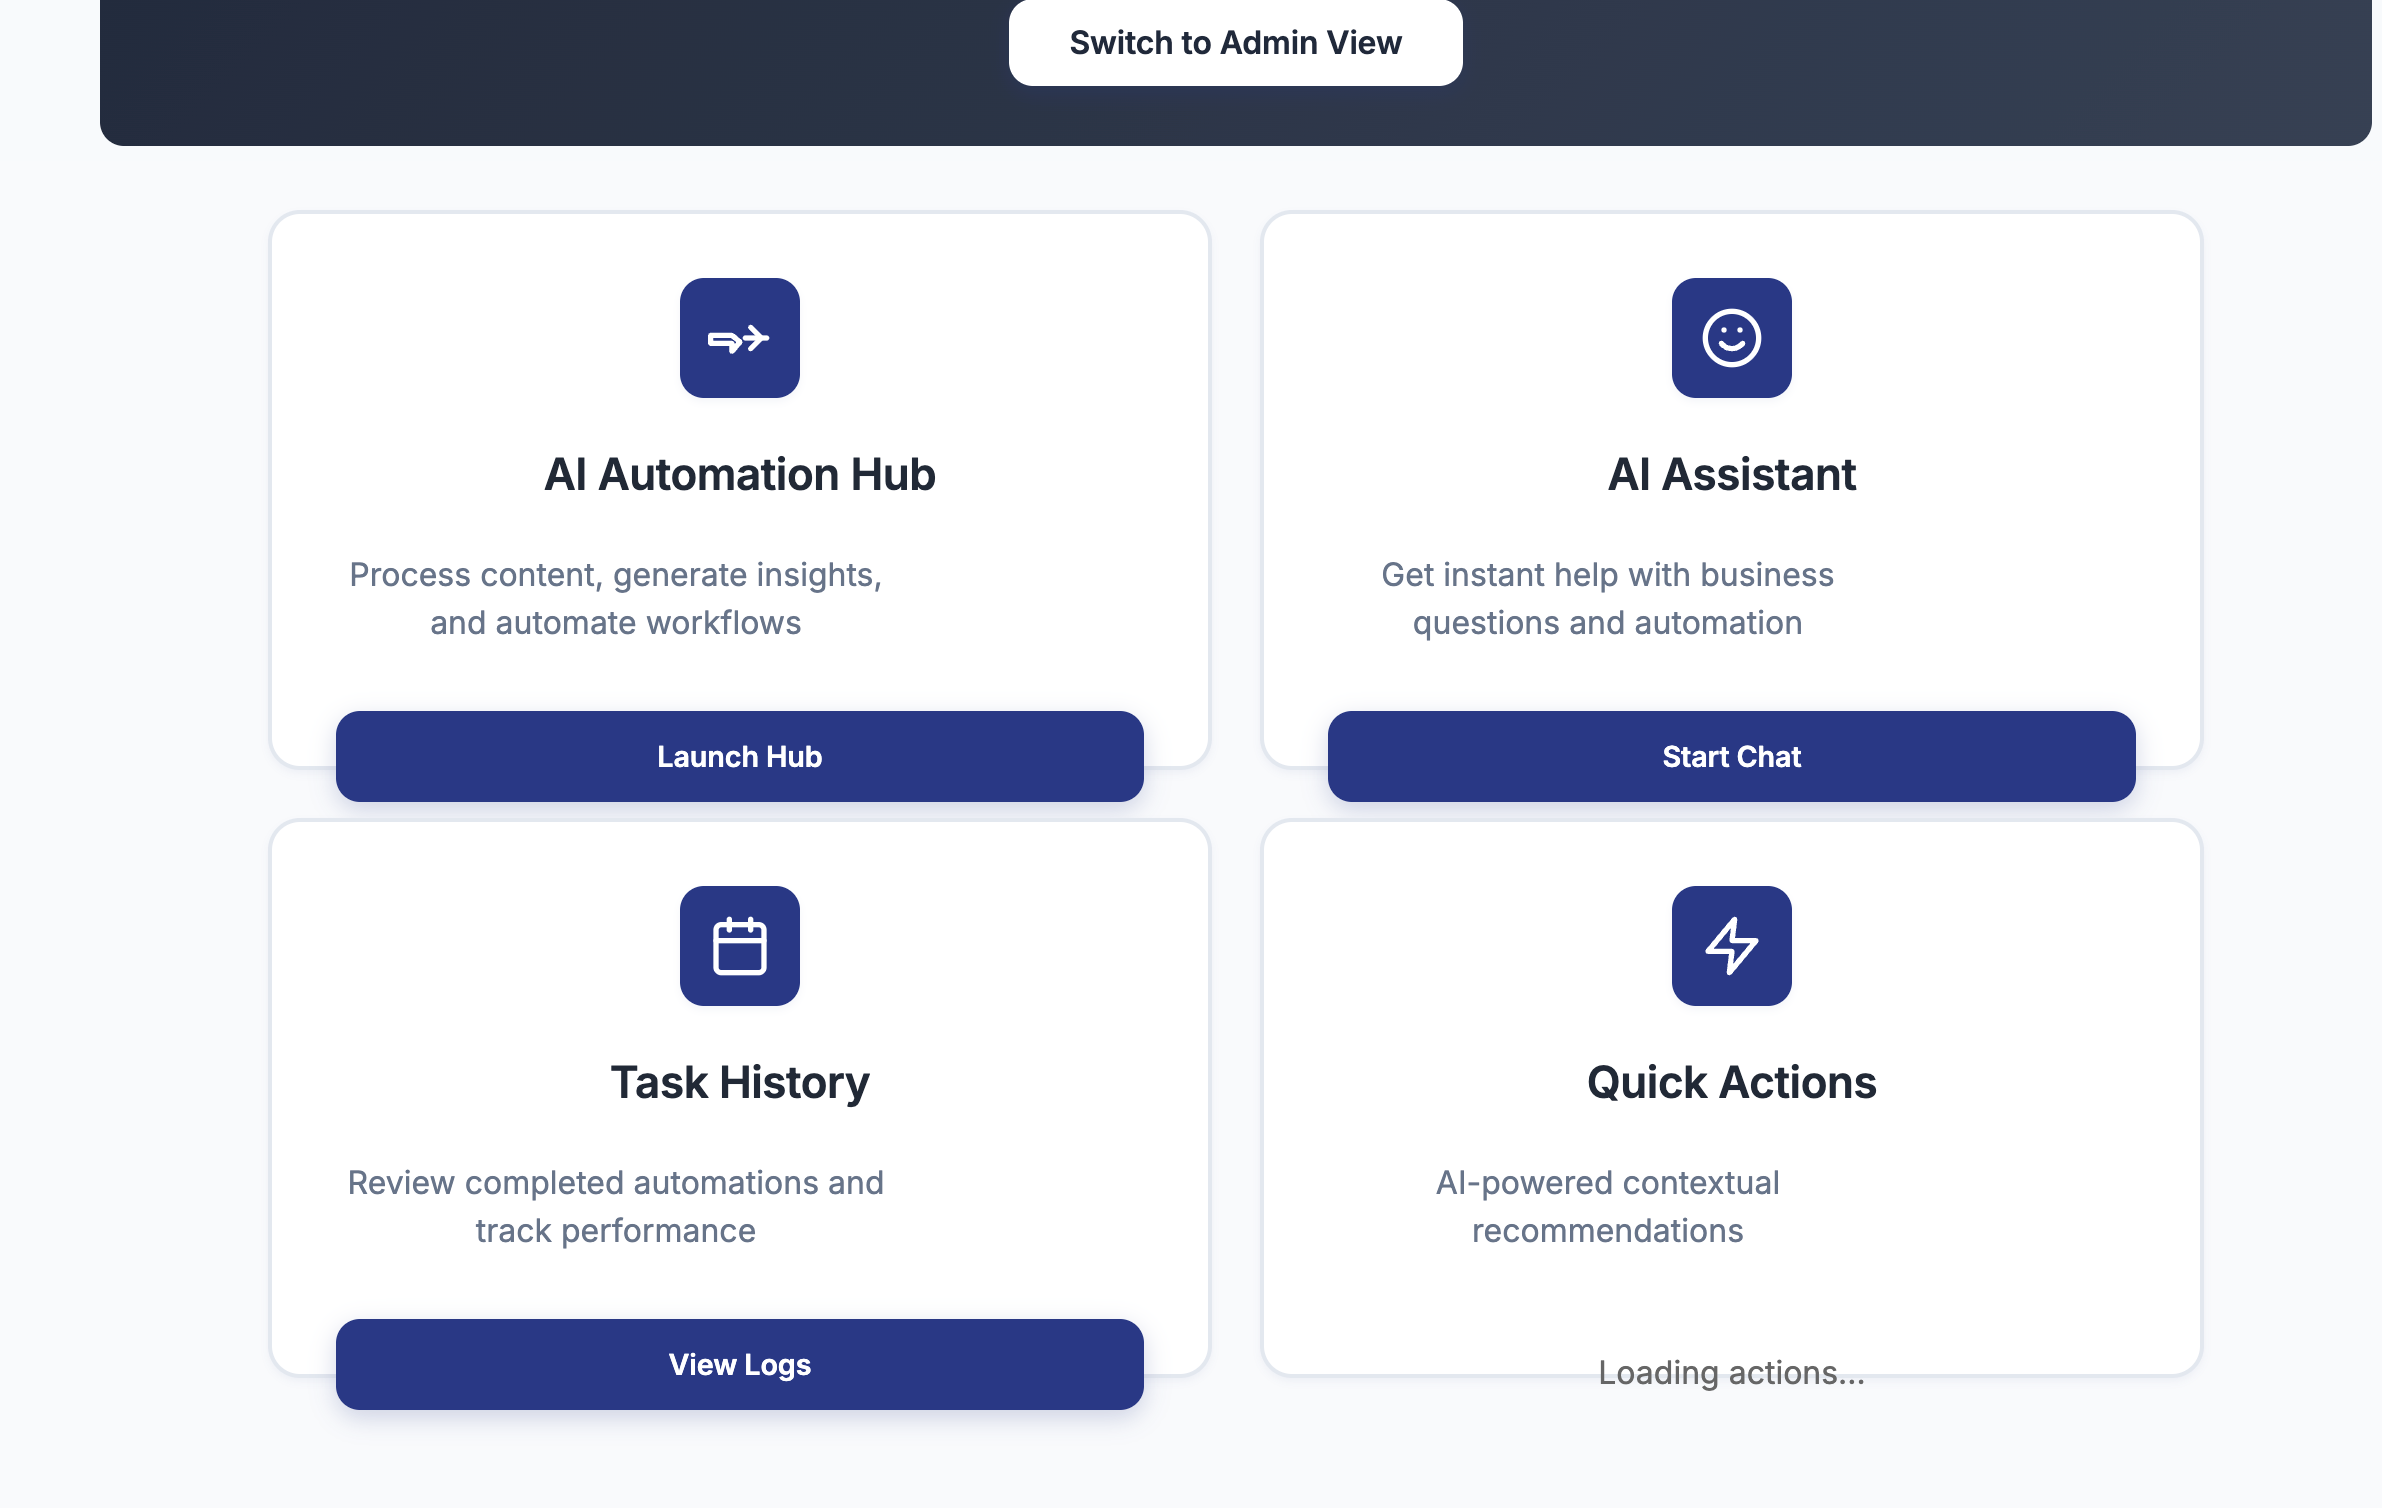 Switch to Admin View
AI Automation Hub
Process content, generate insights,
and automate workflows
Launch Hub
AI Assistant
Get instant help with business
questions and automation
Start Chat
Task History
Review completed automations and
track performance
View Logs
Quick Actions
AI-powered contextual
recommendations
Loading actions...